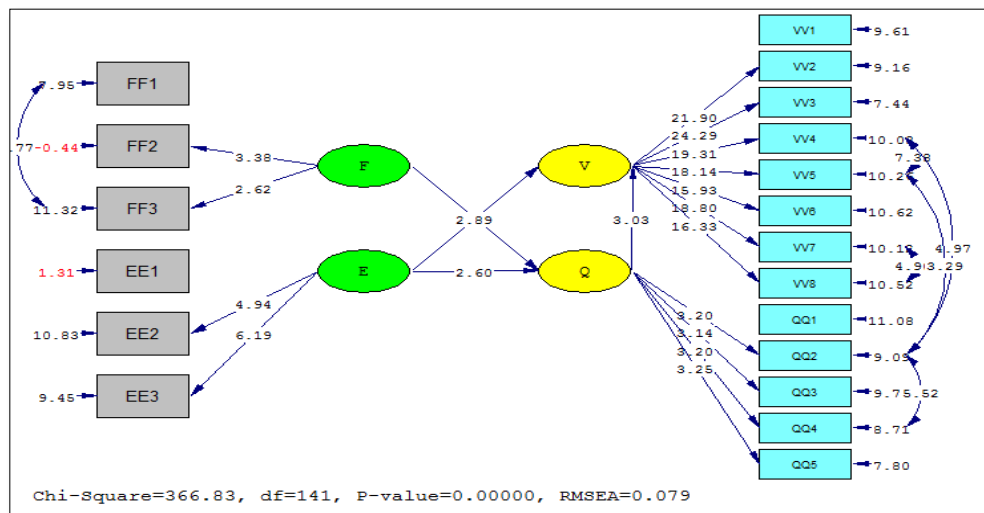 VV1 9.61
VV2 9.16
7.95 FF1
VV3 7.44
21.90
24.29
.77 -0.44 FF2
VV4
19.31
7.38
3.38
F
V
18.14
VV5
2.62
15.93
11.32 FF3
VV6 10.62
2.89
3.03
18.80
16.33
VV7
4.97
3.29
1.31 EE1
E
2.60
Q
VV8 10.52
4.94
QQ1 11.08
3.20
10.83 EE2
6.19
3.14
QQ2 9.09
3.20
3.25
9.45 EE3
QQ3 5.52
QQ4 8.71
QQ5 7.80
Chi-Square=366.83, df=141, P-value=0.00000, RMSEA=0.079